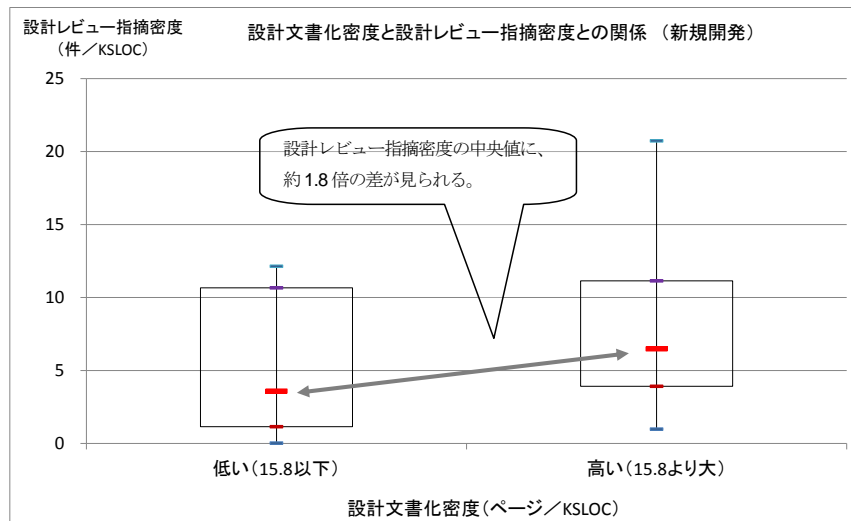 設計レビュー指摘密度
(件／KSLOC)
設計文書化密度と設計レビュー指摘密度との関係 （新規開発）
25
20
15
10
5
0
設計レビュー指摘密度の中央値に、
約1.8倍の差が見られる。
低い(15.8以下)
高い(15.8より大)
設計文書化密度(ページ／KSLOC)